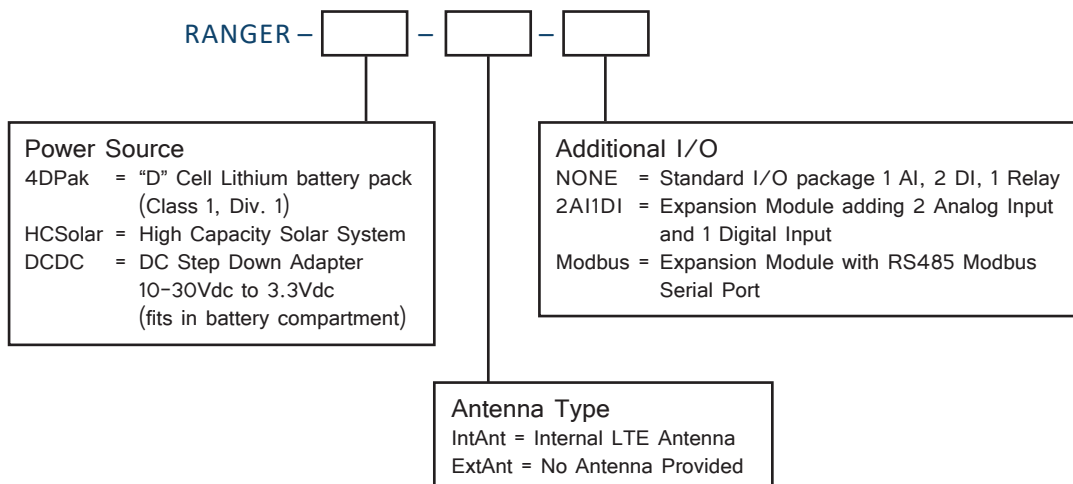 RANGER – – –
Power Source
4DPak = “D” Cell Lithium battery pack
(Class 1, Div. 1)
HCSolar = High Capacity Solar System
DCDC = DC Step Down Adapter
10-30Vdc to 3.3Vdc
(fits in battery compartment)
Additional I/O
NONE = Standard I/O package 1 AI, 2 DI, 1 Relay
2AI1DI = Expansion Module adding 2 Analog Input
and 1 Digital Input
Modbus = Expansion Module with RS485 Modbus
Serial Port
Antenna Type
IntAnt = Internal LTE Antenna
ExtAnt = No Antenna Provided